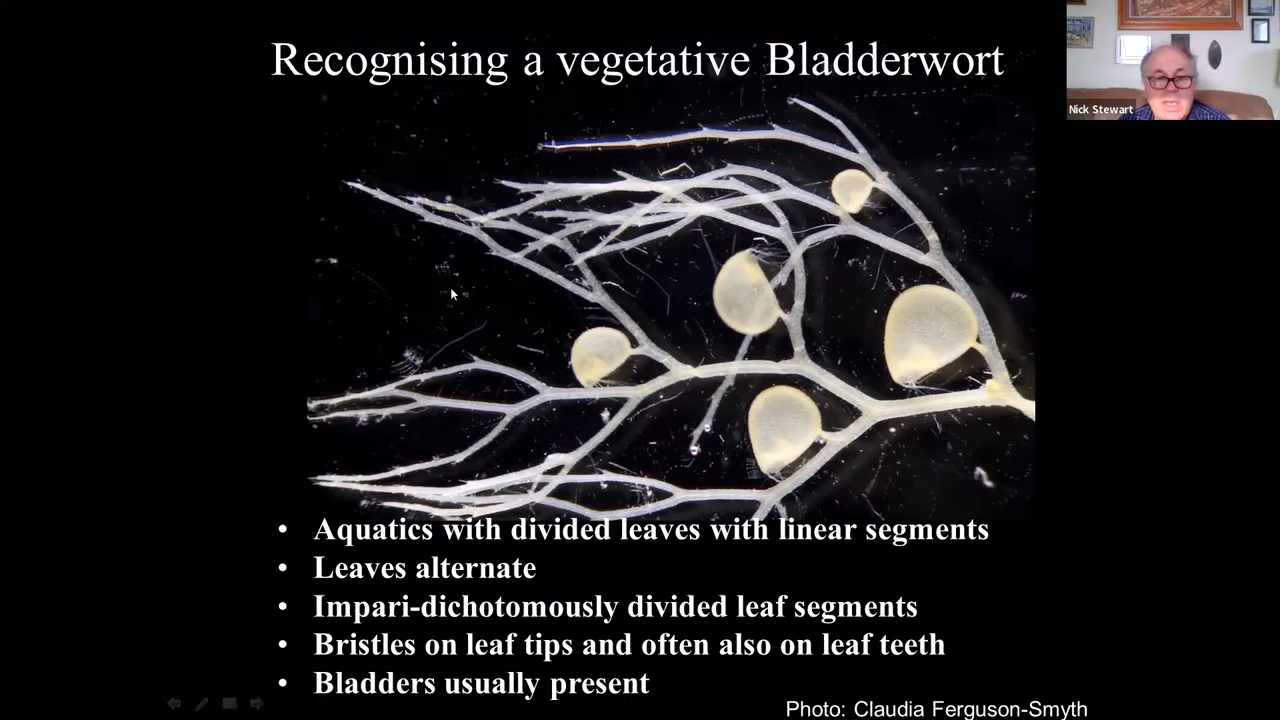 Recognising a vegetative Bladderwort
Nick Stewart
• Aquatics with divided leaves with linear segments
• Leaves alternate
• Impari-dichotomously divided leaf segments
• Bristles on leaf tips and often also on leaf teeth
• Bladders usually present
Photo: Claudia Ferguson-Smyth